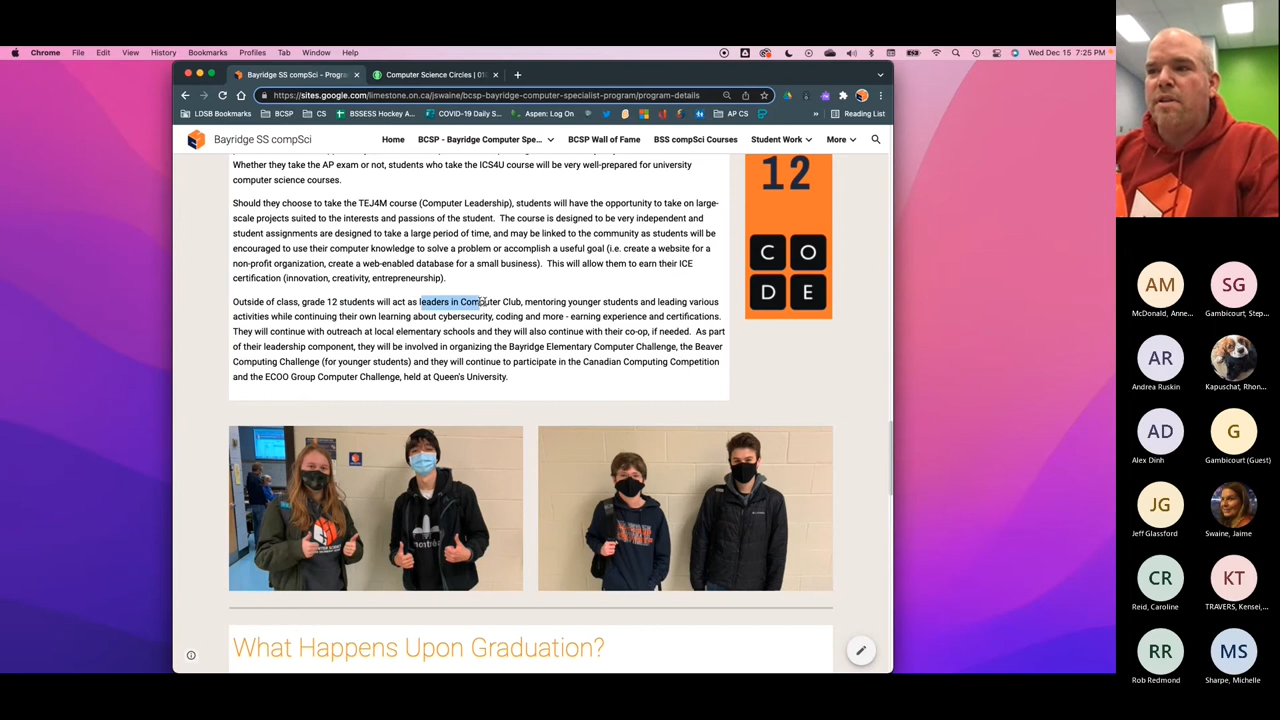 Chrome File Edit View History Bookmarks Profiles Tab Window Help
Wed Dec 15 7:25 PM
Bayridge SS compSci - Progra
Computer Science Circles | 01
https://sites.google.com/limestone.on.ca/jswaine/bcsp-bayridge-computer-specialist-program/program-details
LDSB Bookmarks BCSP CS BSSESS Hockey A... COVID-19 Daily S... Aspen: Log On AP CS » Reading List
Bayridge SS compSci
Home BCSP - Bayridge Computer Spe... BCSP Wall of Fame BSS compSci Courses Student Work More
Whether they take the AP exam or not, students who take the ICS4U course will be very well-prepared for university
computer science courses.
Should they choose to take the TEJ4M course (Computer Leadership), students will have the opportunity to take on large-
scale projects suited to the interests and passions of the student. The course is designed to be very independent and
student assignments are designed to take a large period of time, and may be linked to the community as students will be
encouraged to use their computer knowledge to solve a problem or accomplish a useful goal (i.e. create a website for a
non-profit organization, create a web-enabled database for a small business). This will allow them to earn their ICE
certification (innovation, creativity, entrepreneurship).
Outside of class, grade 12 students will act as leaders in Computer Club, mentoring younger students and leading various
activities while continuing their own learning about cybersecurity, coding and more - earning experience and certifications.
They will continue with outreach at local elementary schools and they will also continue with their co-op, if needed. As part
of their leadership component, they will be involved in organizing the Bayridge Elementary Computer Challenge, the Beaver
Computing Challenge (for younger students) and they will continue to participate in the Canadian Computing Competition
and the ECOO Group Computer Challenge, held at Queen's University.
12
C O
D E
montréal
What Happens Upon Graduation?
AM
McDONALD, Anne...
SG
Gambicourt, Step...
AR
Andrea Ruskin
Kapuschat, Rhon...
AD
Alex Dinh
G
Gambicourt (Guest)
JG
Jeff Glassford
Swaine, Jaime
CR
Reid, Caroline
KT
TRAVERS, Kensei,...
RR
Rob Redmond
MS
Sharpe, Michelle